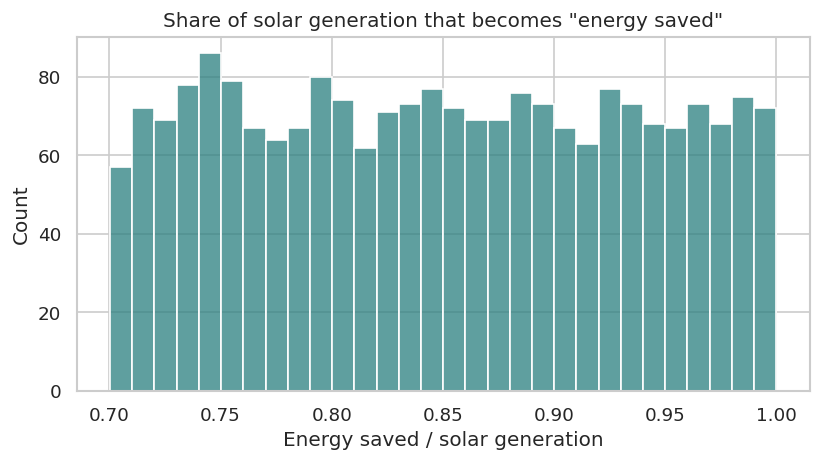 Share of solar generation that becomes "energy saved"
80
60
40
20
0
Count
0.70 0.75 0.80 0.85 0.90 0.95 1.00
Energy saved / solar generation